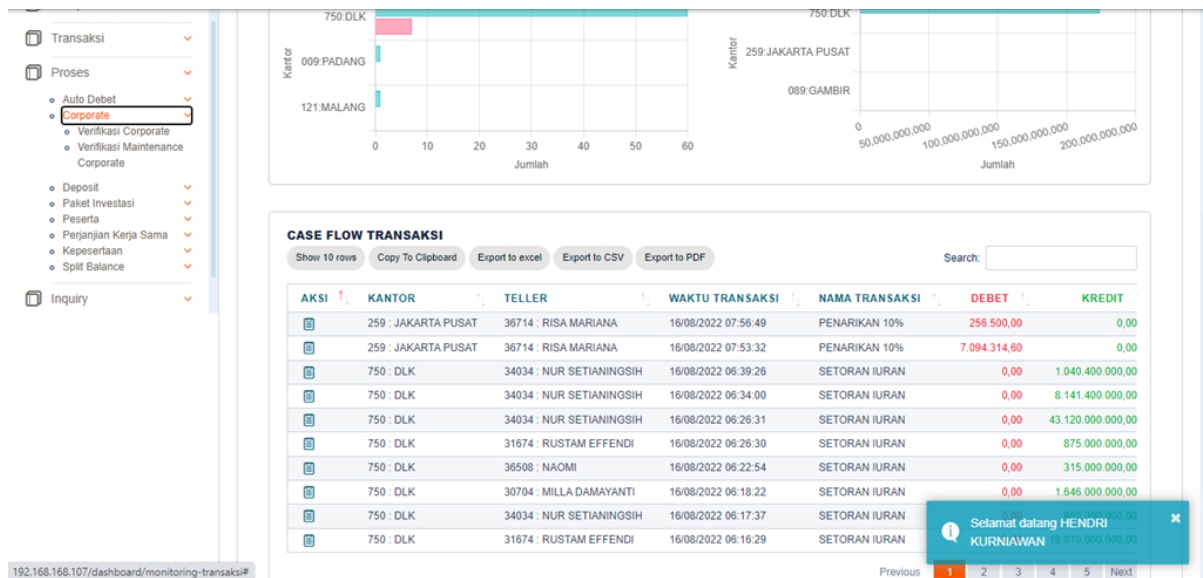 Transaksi
Proses
Auto Debet
Corporate
Verifikasi Corporate
Verifikasi Maintenance
Corporate
Deposit
Paket Investasi
Peserta
Perjanjian Kerja Sama
Kepesertaan
Split Balance
Inquiry
Kantor
750:DLK
009:PADANG
121:MALANG
0 10 20 30 40 50 60
Jumlah
Kantor
750:DLK
259:JAKARTA PUSAT
089:GAMBIR
0 50,000,000,000 100,000,000,000 150,000,000,000 200,000,000,000
Jumlah
CASE FLOW TRANSAKSI
Show 10 rows Copy To Clipboard Export to excel Export to CSV Export to PDF Search:
AKSI KANTOR TELLER WAKTU TRANSAKSI NAMA TRANSAKSI DEBET KREDIT
259 : JAKARTA PUSAT 36714 : RISA MARIANA 16/08/2022 07:56:49 PENARIKAN 10% 256.500,00 0,00
259 : JAKARTA PUSAT 36714 : RISA MARIANA 16/08/2022 07:53:32 PENARIKAN 10% 7.094.314,60 0,00
750 : DLK 34034 : NUR SETIANINGSIH 16/08/2022 06:39:26 SETORAN IURAN 0,00 1.040.400.000,00
750 : DLK 34034 : NUR SETIANINGSIH 16/08/2022 06:34:00 SETORAN IURAN 0,00 8.141.400.000,00
750 : DLK 34034 : NUR SETIANINGSIH 16/08/2022 06:26:31 SETORAN IURAN 0,00 43.120.000.000,00
750 : DLK 31674 : RUSTAM EFFENDI 16/08/2022 06:26:30 SETORAN IURAN 0,00 875.000.000,00
750 : DLK 36508 : NAOMI 16/08/2022 06:22:54 SETORAN IURAN 0,00 315.000.000,00
750 : DLK 30704 : MILLA DAMAYANTI 16/08/2022 06:18:22 SETORAN IURAN 0,00 1.646.000.000,00
750 : DLK 34034 : NUR SETIANINGSIH 16/08/2022 06:17:37 SETORAN IURAN
750 : DLK 31674 : RUSTAM EFFENDI 16/08/2022 06:16:29 SETORAN IURAN
Selamat datang HENDRI
KURNIAWAN
Previous 1 2 3 4 5 Next
192.168.168.107/dashboard/monitoring-transaksi#